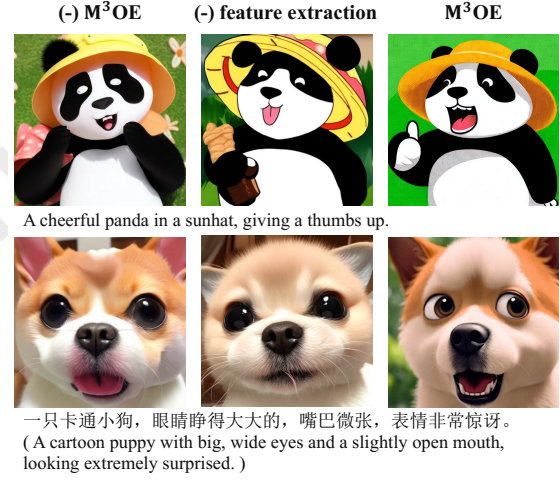 (-) M³OE (-) feature extraction M³OE
A cheerful panda in a sunhat, giving a thumbs up.
一只卡通小狗，眼睛睁得大大的，嘴巴微张，表情非常惊讶。
( A cartoon puppy with big, wide eyes and a slightly open mouth,
looking extremely surprised. )